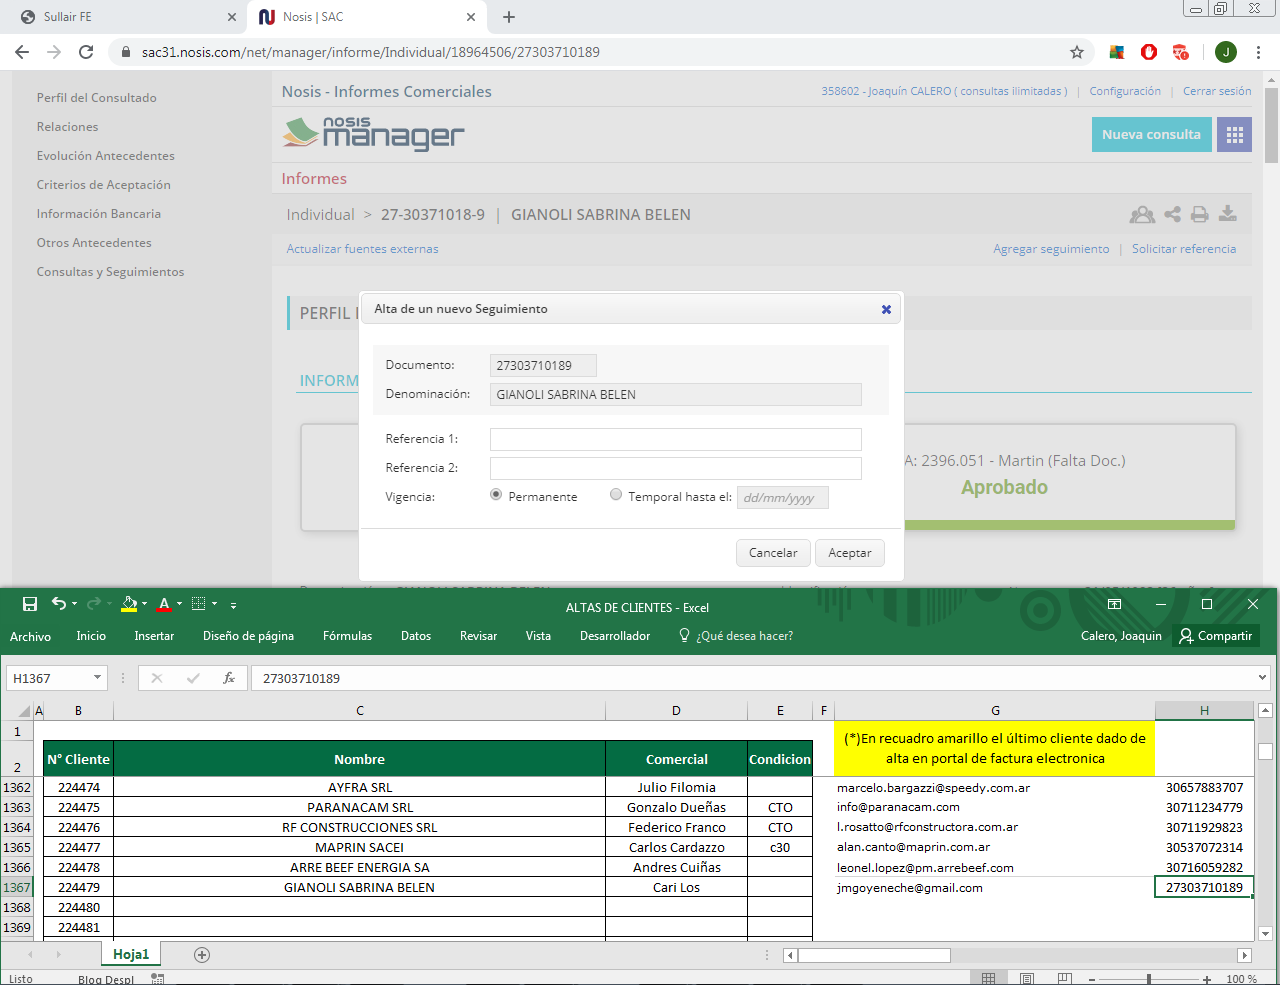 Sullair FE
Nosis | SAC
sac31.nosis.com/net/manager/informe/Individual/18964506/27303710189
J
Perfil del Consultado
Relaciones
Evolución Antecedentes
Criterios de Aceptación
Información Bancaria
Otros Antecedentes
Consultas y Seguimientos
Nosis - Informes Comerciales
358602 - Joaquín CALERO ( consultas ilimitadas ) | Configuración | Cerrar sesión
nosis
manager
Nueva consulta
Informes
Individual > 27-30371018-9 | GIANOLI SABRINA BELEN
Actualizar fuentes externas
Agregar seguimiento | Solicitar referencia
PERFIL
INFORM
A: 2396.051 - Martin (Falta Doc.)
Aprobado
Alta de un nuevo Seguimiento
Documento: 27303710189
Denominación: GIANOLI SABRINA BELEN
Referencia 1:
Referencia 2:
Vigencia: Permanente Temporal hasta el: dd/mm/yyyy
Cancelar Aceptar
ALTAS DE CLIENTES - Excel
Archivo Inicio Insertar Diseño de página Fórmulas Datos Revisar Vista Desarrollador ¿Qué desea hacer? Calero, Joaquin Compartir
H1367 fx 27303710189
A B C D E F G H
1 (*)En recuadro amarillo el último cliente dado de
2 N° Cliente Nombre Comercial Condicion alta en portal de factura electronica
1362 224474 AYFRA SRL Julio Filomia marcelo.bargazzi@speedy.com.ar 30657883707
1363 224475 PARANACAM SRL Gonzalo Dueñas CTO info@paranacam.com 30711234779
1364 224476 RF CONSTRUCCIONES SRL Federico Franco CTO l.rosatto@rfconstructora.com.ar 30711929823
1365 224477 MAPRIN SACEI Carlos Cardazzo c30 alan.canto@maprin.com.ar 30537072314
1366 224478 ARRE BEEF ENERGIA SA Andres Cuiñas leonel.lopez@pm.arrebeef.com 30716059282
1367 224479 GIANOLI SABRINA BELEN Cari Los jmgoyeneche@gmail.com 27303710189
1368 224480
1369 224481
Hoja1
Listo Bloq Despl 100 %